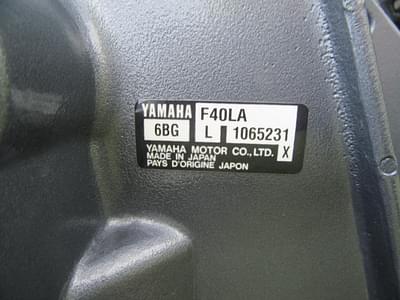 YAMAHA F40LA
6BG L 1065231
YAMAHA MOTOR CO.,LTD. X
MADE IN JAPAN
PAYS D'ORIGINE JAPON